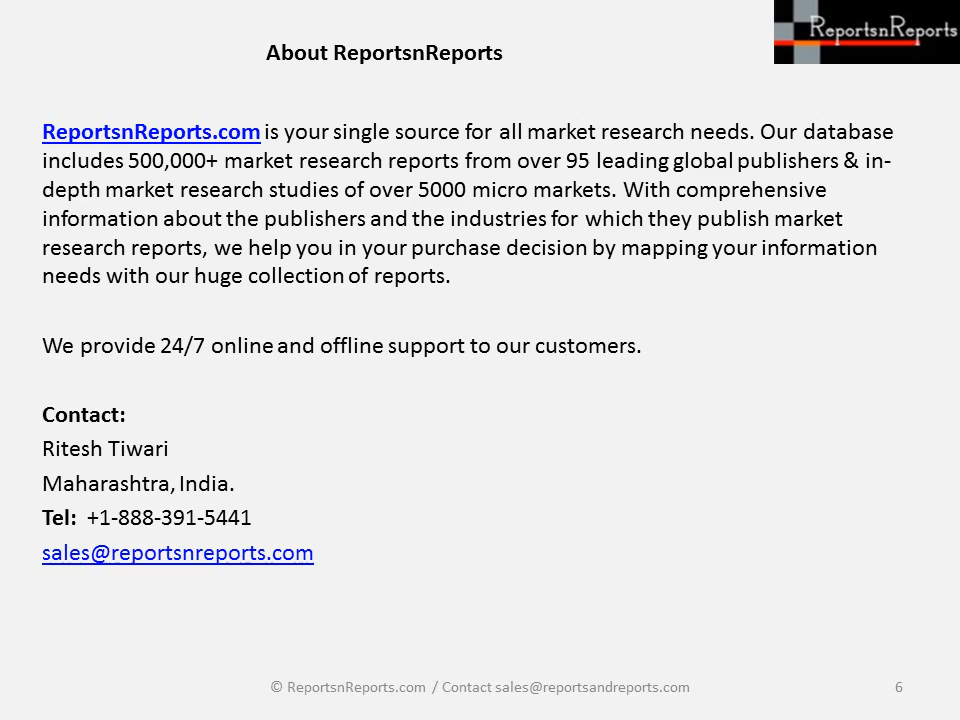 ReportsnReports
About ReportsnReports
ReportsnReports.com is your single source for all market research needs. Our database
includes 500,000+ market research reports from over 95 leading global publishers & in-
depth market research studies of over 5000 micro markets. With comprehensive
information about the publishers and the industries for which they publish market
research reports, we help you in your purchase decision by mapping your information
needs with our huge collection of reports.
We provide 24/7 online and offline support to our customers.
Contact:
Ritesh Tiwari
Maharashtra, India.
Tel: +1-888-391-5441
sales@reportsnreports.com
© ReportsnReports.com / Contact sales@reportsandreports.com
6